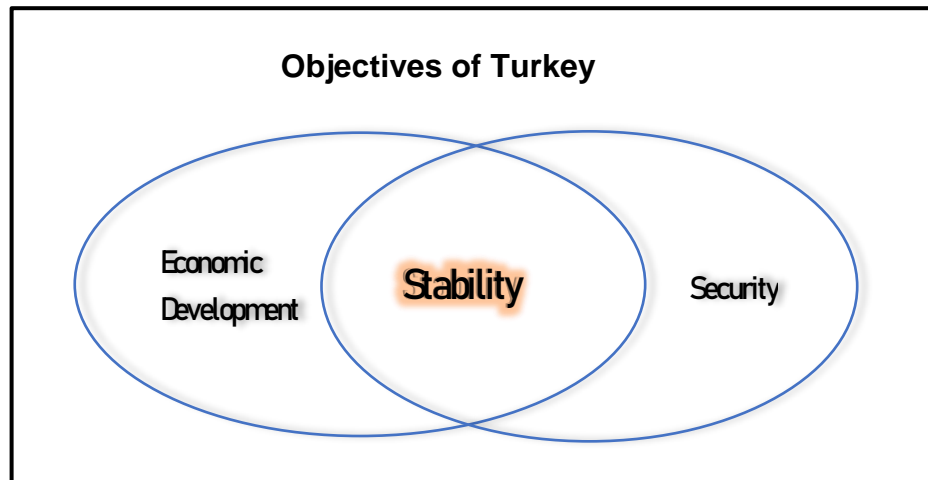 Objectives of Turkey
Economic
Development
Stability
Security